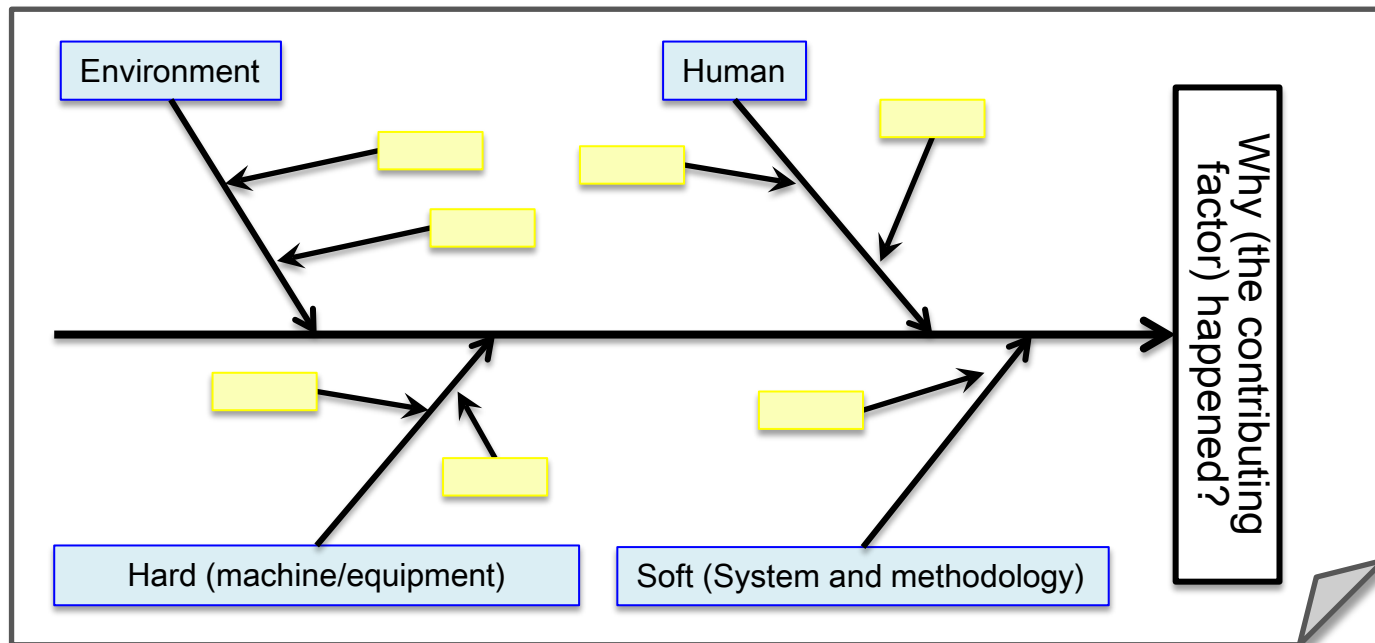 Environment
Human
Why (the contributing
factor) happened?
Hard (machine/equipment)
Soft (System and methodology)